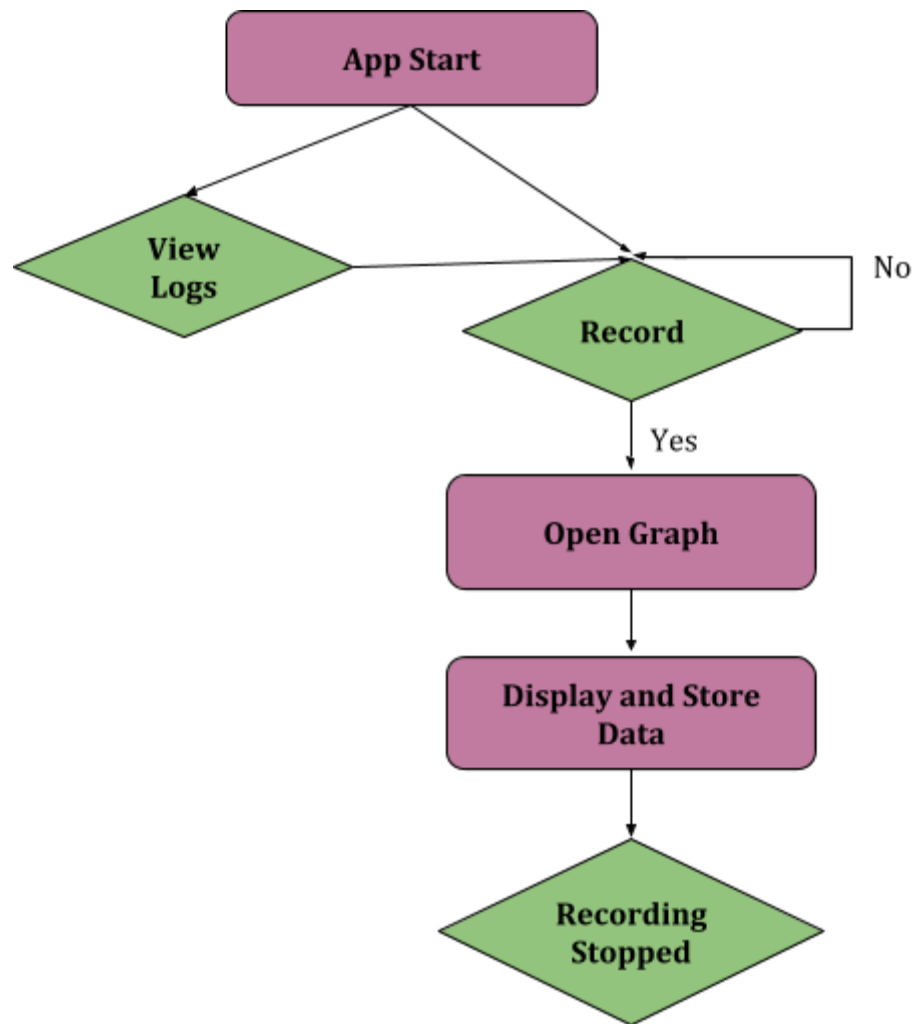 App Start
View
Logs
No
Record
Yes
Open Graph
Display and Store
Data
Recording
Stopped